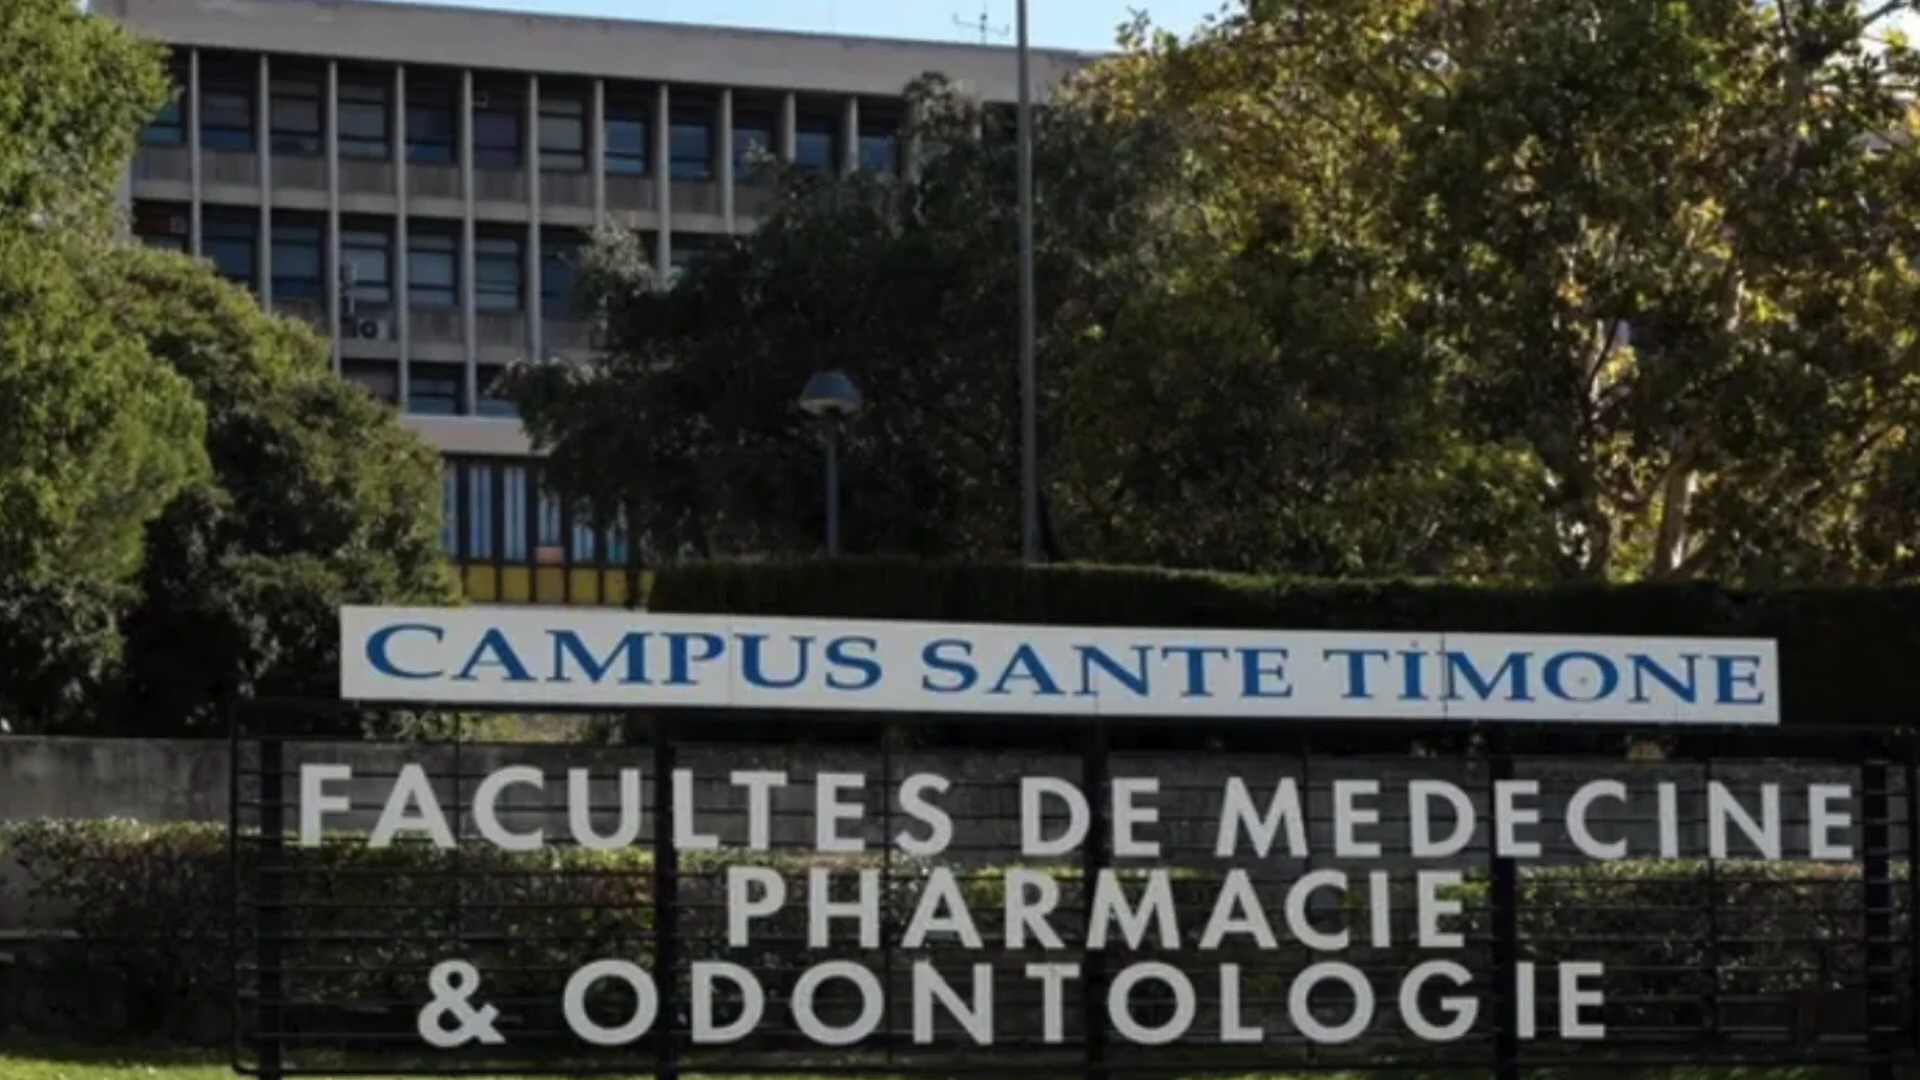 CAMPUS SANTE TIMONE
FACULTES DE MEDECINE
PHARMACIE
& ODONTOLOGIE